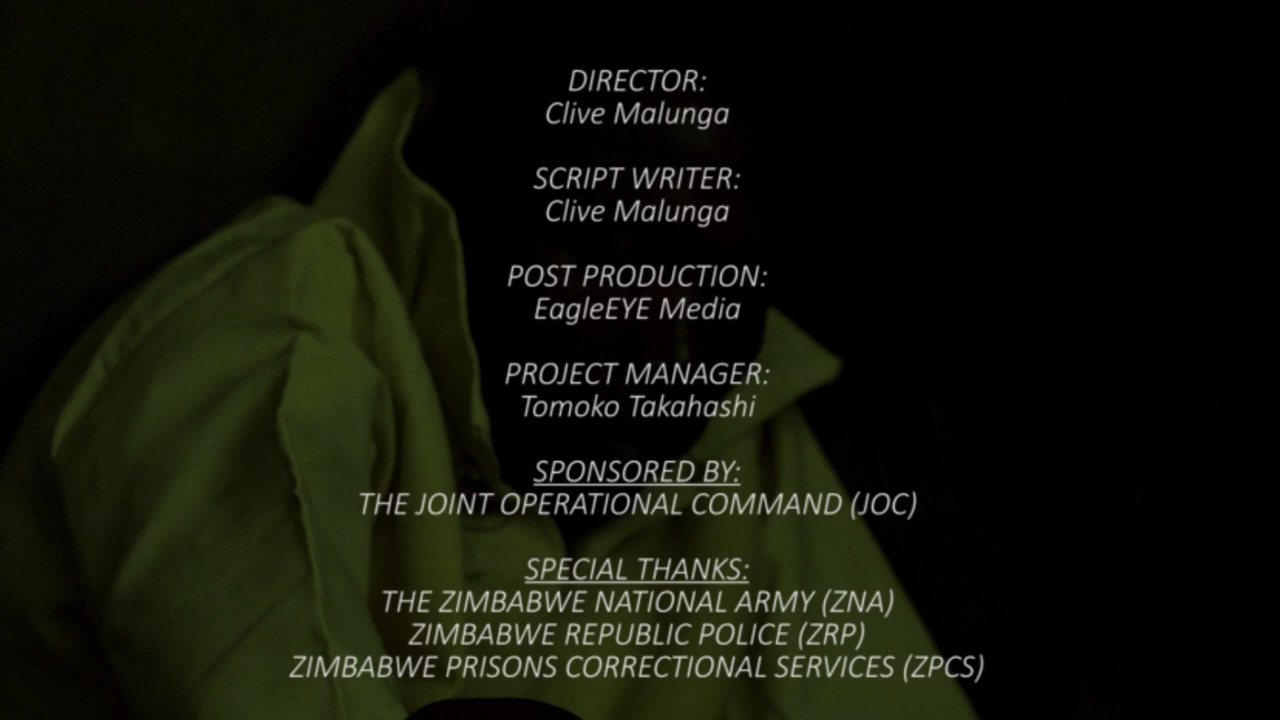 DIRECTOR:
Clive Malunga
SCRIPT WRITER:
Clive Malunga
POST PRODUCTION:
EagleEYE Media
PROJECT MANAGER:
Tomoko Takahashi
SPONSORED BY:
THE JOINT OPERATIONAL COMMAND (JOC)
SPECIAL THANKS:
THE ZIMBABWE NATIONAL ARMY (ZNA)
ZIMBABWE REPUBLIC POLICE (ZRP)
ZIMBABWE PRISONS CORRECTIONAL SERVICES (ZPCS)